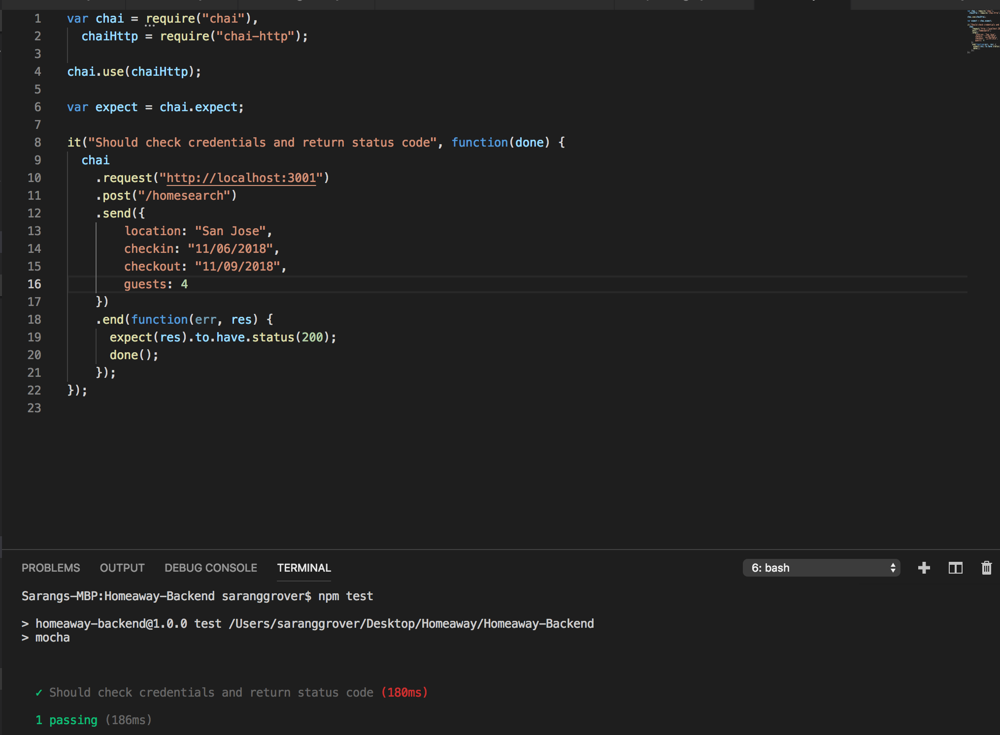 1 var chai = require("chai"),
2 chaiHttp = require("chai-http");
3
4 chai.use(chaiHttp);
5
6 var expect = chai.expect;
7
8 it("Should check credentials and return status code", function(done) {
9 chai
10 .request("http://localhost:3001")
11 .post("/homesearch")
12 .send({
13 location: "San Jose",
14 checkin: "11/06/2018",
15 checkout: "11/09/2018",
16 guests: 4
17 })
18 .end(function(err, res) {
19 expect(res).to.have.status(200);
20 done();
21 });
22 });
23
PROBLEMS OUTPUT DEBUG CONSOLE TERMINAL 6: bash
Sarangs-MBP:Homeaway-Backend saranggrover$ npm test
> homeaway-backend@1.0.0 test /Users/saranggrover/Desktop/Homeaway/Homeaway-Backend
> mocha
✓ Should check credentials and return status code (180ms)
1 passing (186ms)